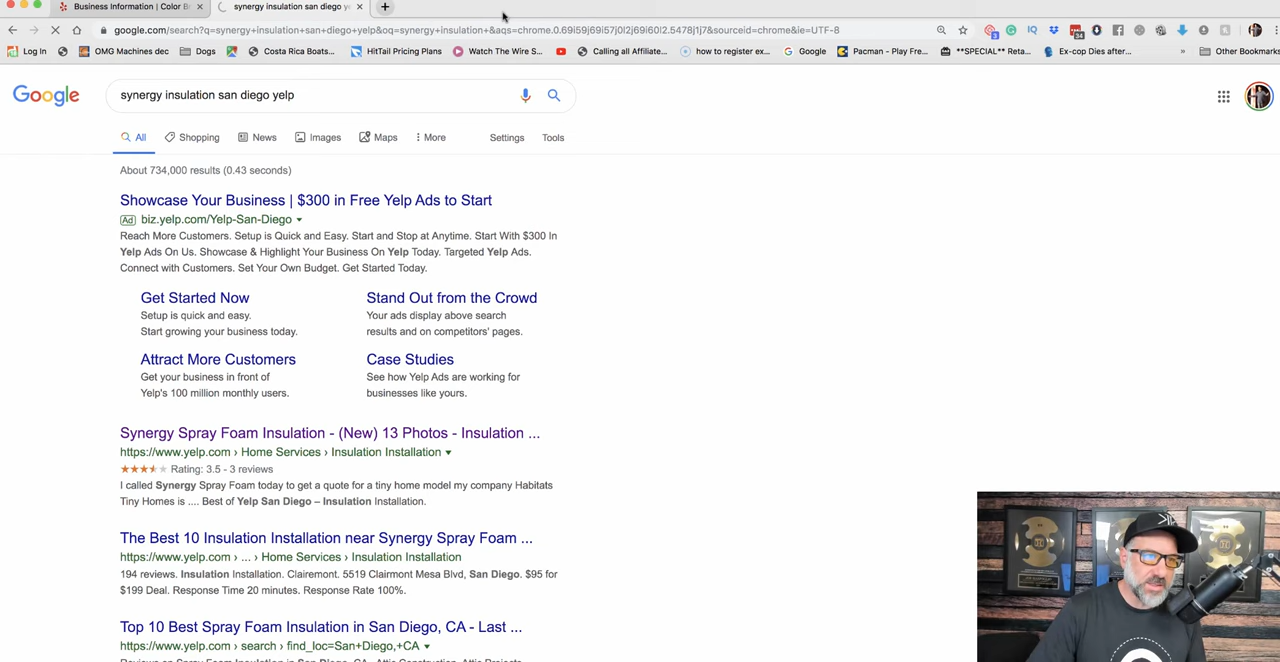 Business Information | Color B
synergy insulation san diego ye
google.com/search?q=synergy+insulation+san+diego+yelp&oq=synergy+insulation+&aqs=chrome.0.69i59j69i57j0l2j69i60l2.5478j1j7&sourceid=chrome&ie=UTF-8
Log In
OMG Machines dec
Dogs
Costa Rica Boats...
HitTail Pricing Plans
Watch The Wire S...
Calling all Affiliate...
how to register ex...
Google
Pacman - Play Fre...
**SPECIAL** Reta...
Ex-cop Dies after...
»
Other Bookmarks
Google
synergy insulation san diego yelp
All
Shopping
News
Images
Maps
More
Settings
Tools
About 734,000 results (0.43 seconds)
Showcase Your Business | $300 in Free Yelp Ads to Start
Ad biz.yelp.com/Yelp-San-Diego
Reach More Customers. Setup is Quick and Easy. Start and Stop at Anytime. Start With $300 In
Yelp Ads On Us. Showcase & Highlight Your Business On Yelp Today. Targeted Yelp Ads.
Connect with Customers. Set Your Own Budget. Get Started Today.
Get Started Now
Setup is quick and easy.
Start growing your business today.
Stand Out from the Crowd
Your ads display above search
results and on competitors' pages.
Attract More Customers
Get your business in front of
Yelp's 100 million monthly users.
Case Studies
See how Yelp Ads are working for
businesses like yours.
Synergy Spray Foam Insulation - (New) 13 Photos - Insulation ...
https://www.yelp.com › Home Services › Insulation Installation
Rating: 3.5 - 3 reviews
I called Synergy Spray Foam today to get a quote for a tiny home model my company Habitats
Tiny Homes is .... Best of Yelp San Diego – Insulation Installation.
The Best 10 Insulation Installation near Synergy Spray Foam ...
https://www.yelp.com › ... › Home Services › Insulation Installation
194 reviews. Insulation Installation. Clairemont. 5519 Clairmont Mesa Blvd, San Diego. $95 for
$199 Deal. Response Time 20 minutes. Response Rate 100%.
Top 10 Best Spray Foam Insulation in San Diego, CA - Last ...
https://www.yelp.com › search › find_loc=San+Diego,+CA